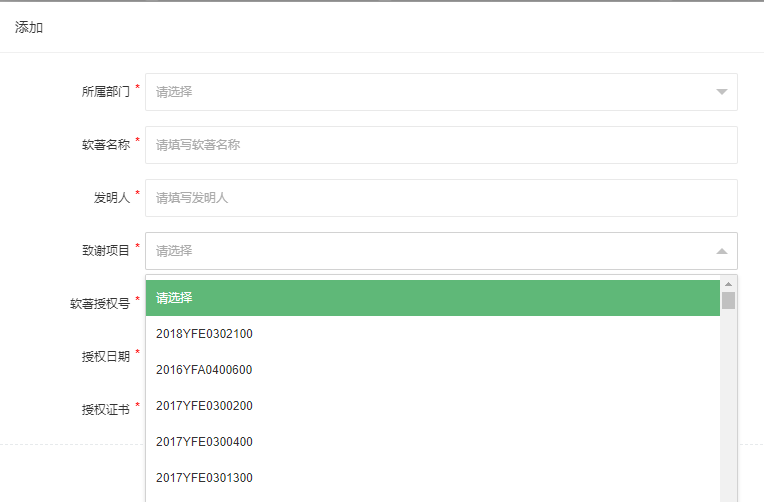 添加
所属部门 * 请选择
软著名称 * 请填写软著名称
发明人 * 请填写发明人
致谢项目 * 请选择
软著授权号 * 请选择
2018YFE0302100
授权日期 *
2016YFA0400600
授权证书 * 2017YFE0300200
2017YFE0300400
2017YFE0301300